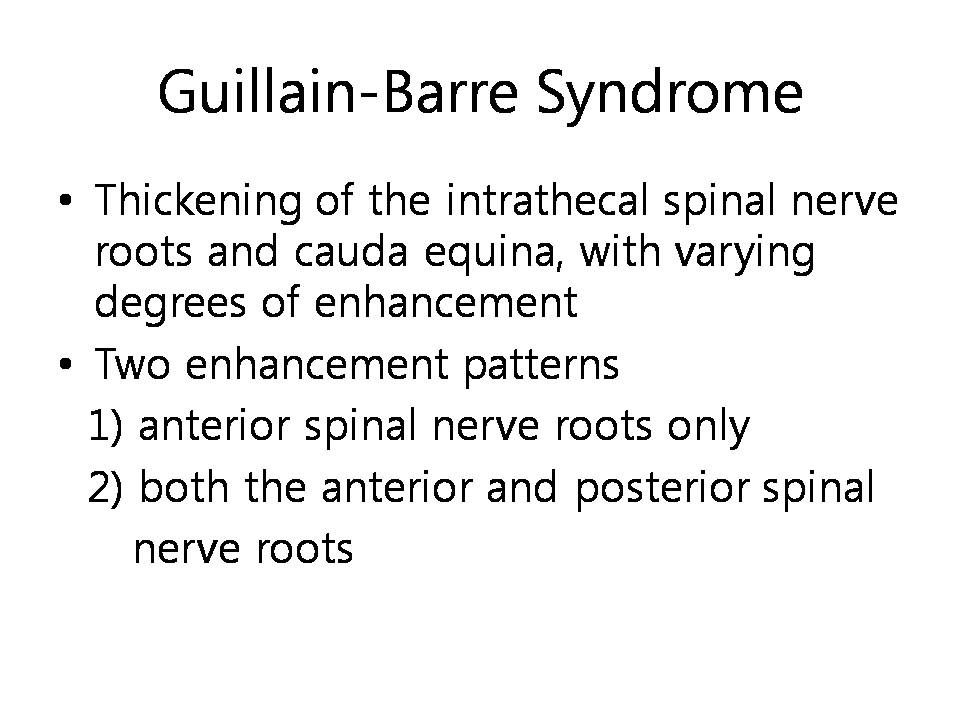 Guillain-Barre Syndrome
• Thickening of the intrathecal spinal nerve
roots and cauda equina, with varying
degrees of enhancement
• Two enhancement patterns
1) anterior spinal nerve roots only
2) both the anterior and posterior spinal
nerve roots